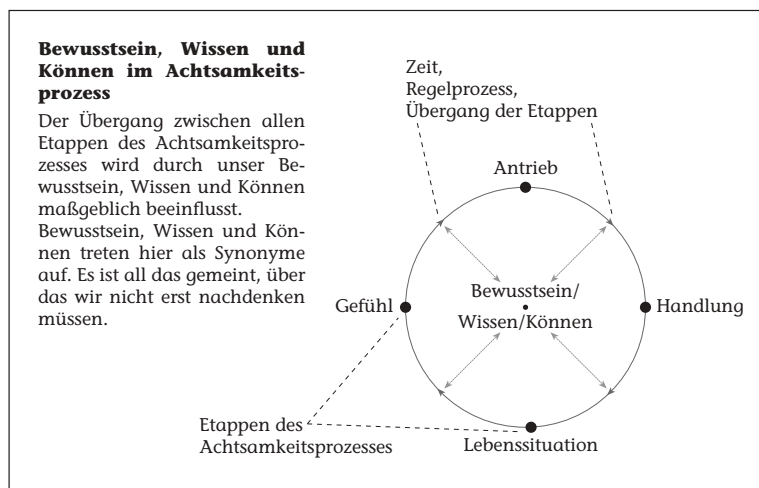 Bewusstsein, Wissen und
Können im Achtsamkeits-
prozess
Der Übergang zwischen allen
Etappen des Achtsamkeitspro-
zesses wird durch unser Be-
wusstsein, Wissen und Können
maßgeblich beeinflusst.
Bewusstsein, Wissen und Kön-
nen treten hier als Synonyme
auf. Es ist all das gemeint, über
das wir nicht erst nachdenken
müssen.
Zeit,
Regelprozess,
Übergang der Etappen
Antrieb
Gefühl
Bewusstsein/
Wissen/Können
Handlung
Etappen des
Achtsamkeitsprozesses
Lebenssituation